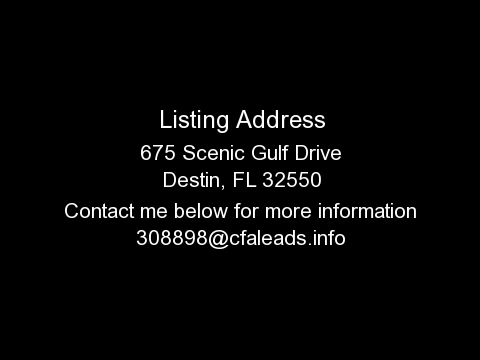 Listing Address
675 Scenic Gulf Drive
Destin, FL 32550
Contact me below for more information
308898@cfaleads.info